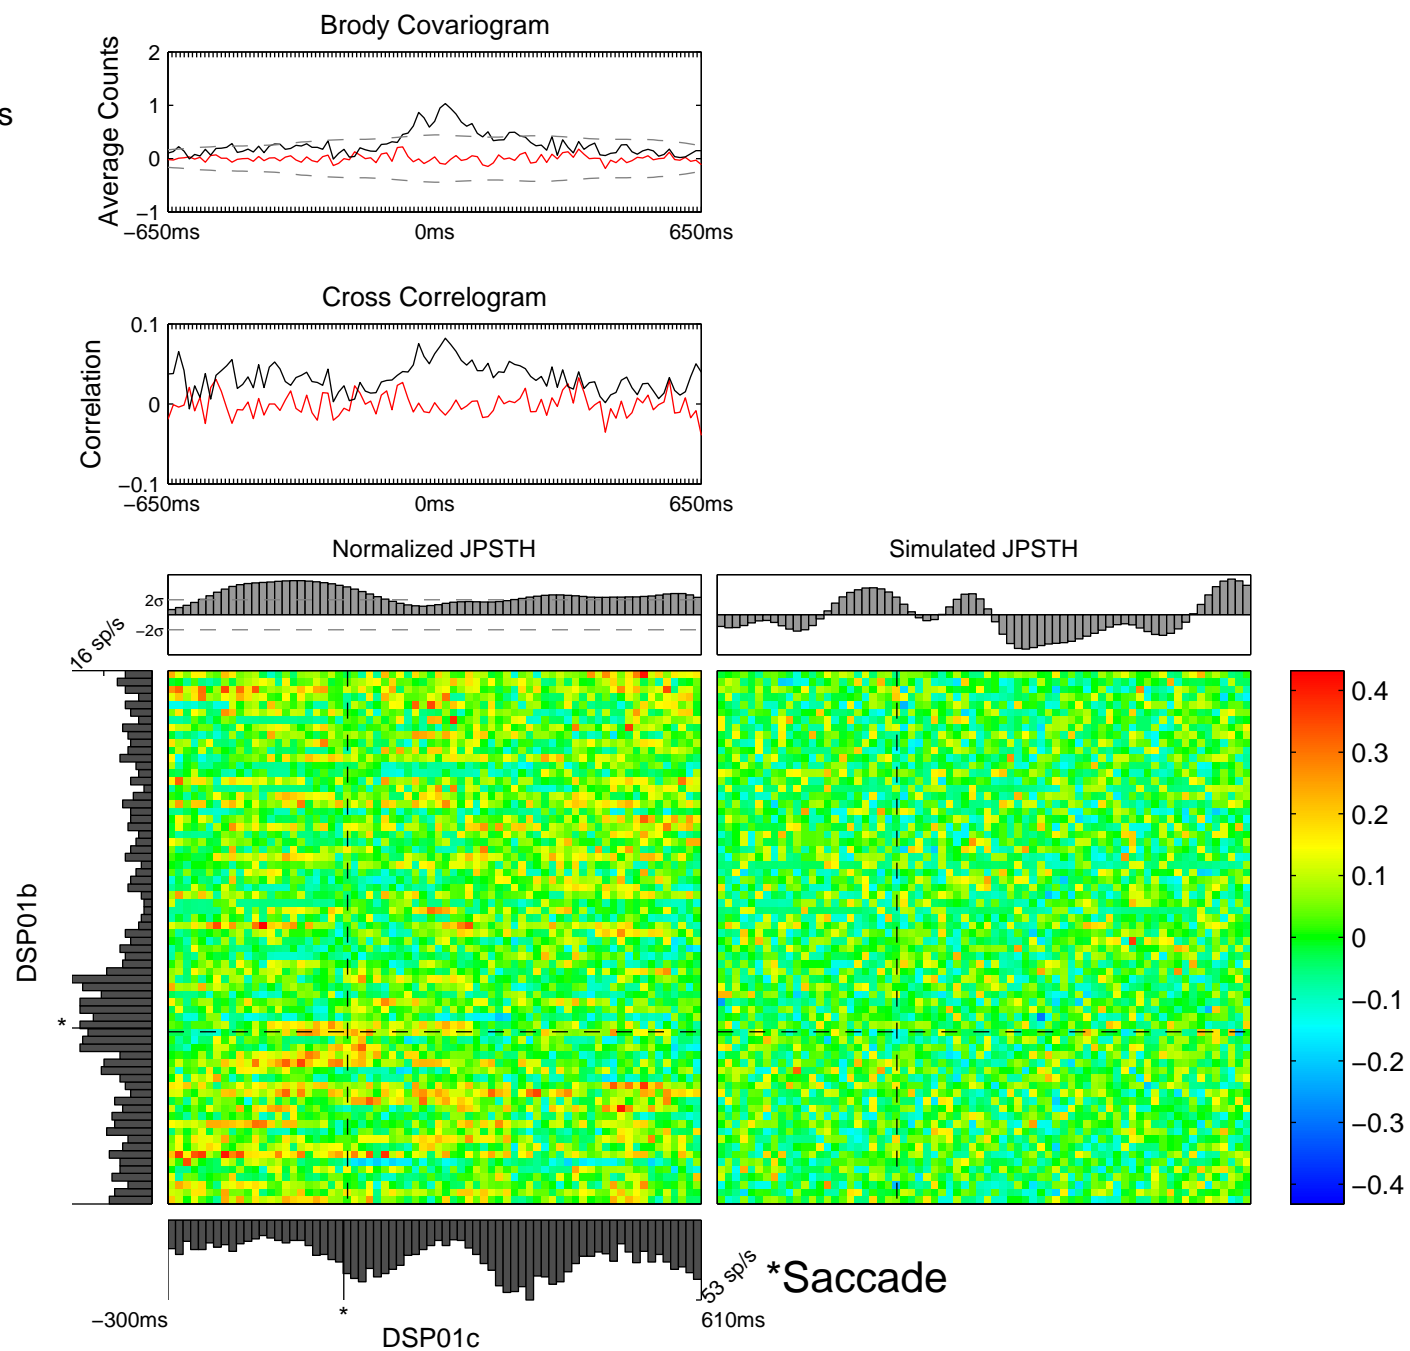 Brody Covariogram
2
1
0
−1
Average Counts
s
−650ms
0ms
650ms
Cross Correlogram
0.1
0
−0.1
Correlation
−650ms
0ms
650ms
Normalized JPSTH
Simulated JPSTH
2σ
−2σ
16 sp/s
DSP01b
*
0.4
0.3
0.2
0.1
0
−0.1
−0.2
−0.3
−0.4
53 sp/s
*Saccade
*
−300ms
610ms
DSP01c